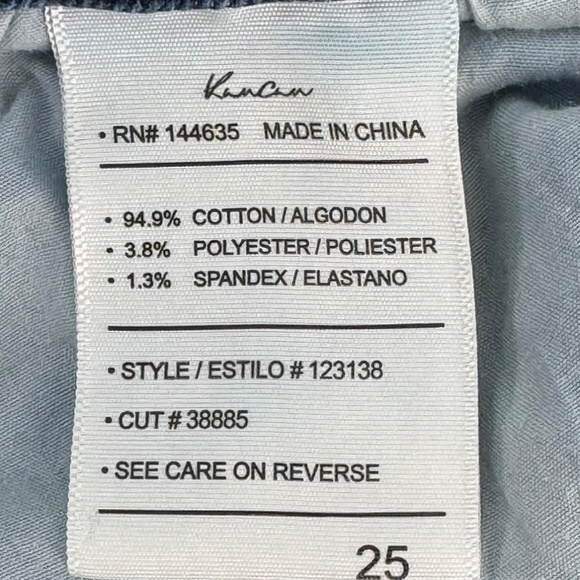 KanCan
• RN# 144635 MADE IN CHINA
• 94.9% COTTON / ALGODON
• 3.8% POLYESTER / POLIESTER
• 1.3% SPANDEX / ELASTANO
• STYLE / ESTILO # 123138
• CUT # 38885
• SEE CARE ON REVERSE
25